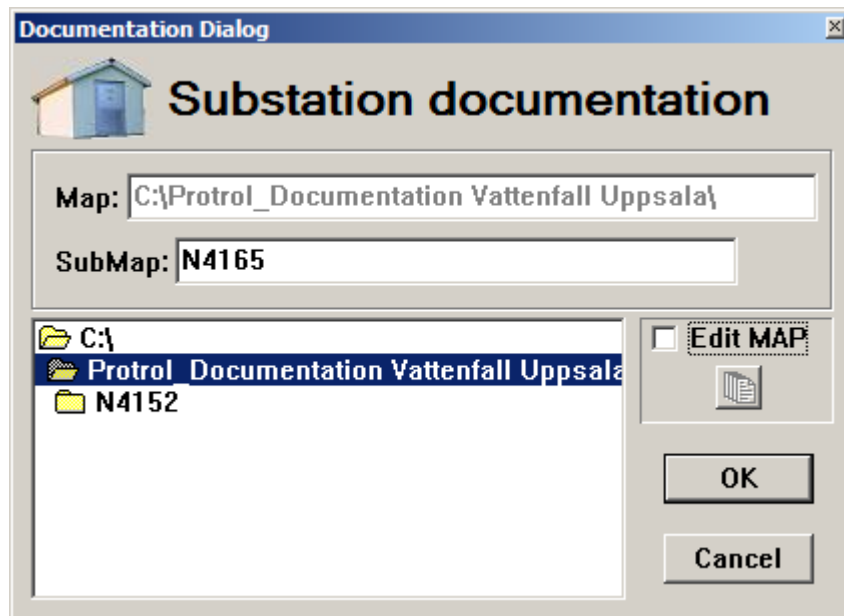 Documentation Dialog
Substation documentation
Map: C:\Protrol_Documentation Vattenfall Uppsala\
SubMap: N4165
C:\
Protrol_Documentation Vattenfall Uppsala
N4152
Edit MAP
OK
Cancel